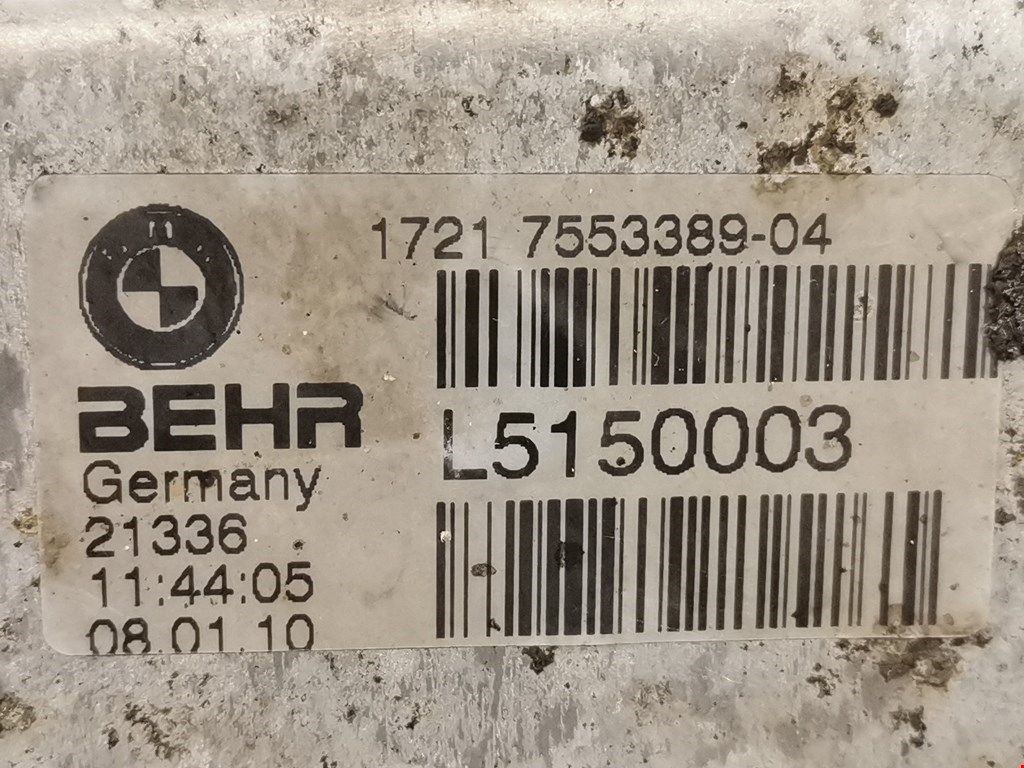 1721 7553389-04
BEHR
L5150003
Germany
21336
11:44:05
08.01.10